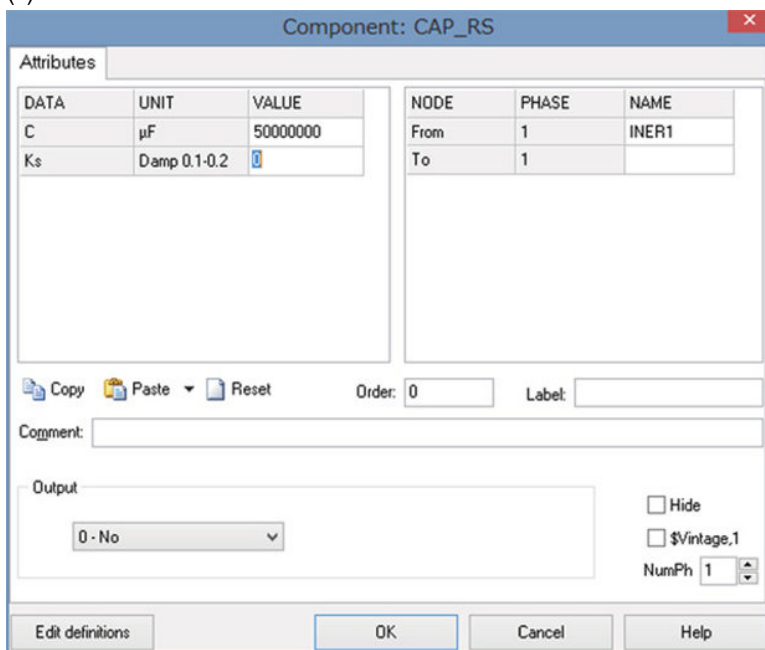 Component: CAP_RS
Attributes
DATA UNIT VALUE NODE PHASE NAME
C µF 50000000 From 1 INER1
Ks Damp 0.1-0.2 0 To 1
Copy Paste Reset Order: 0 Label:
Comment:
Output
Hide
0 - No $Vintage,1
NumPh 1
Edit definitions OK Cancel Help